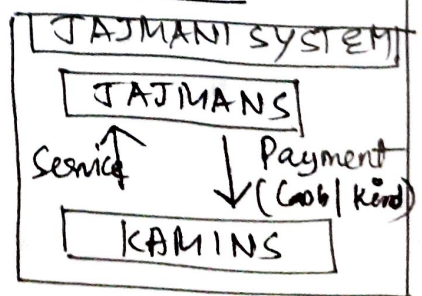 JAJMANI SYSTEM
JAJMANS
Service
Payment
(Cash | Kind)
KAMINS